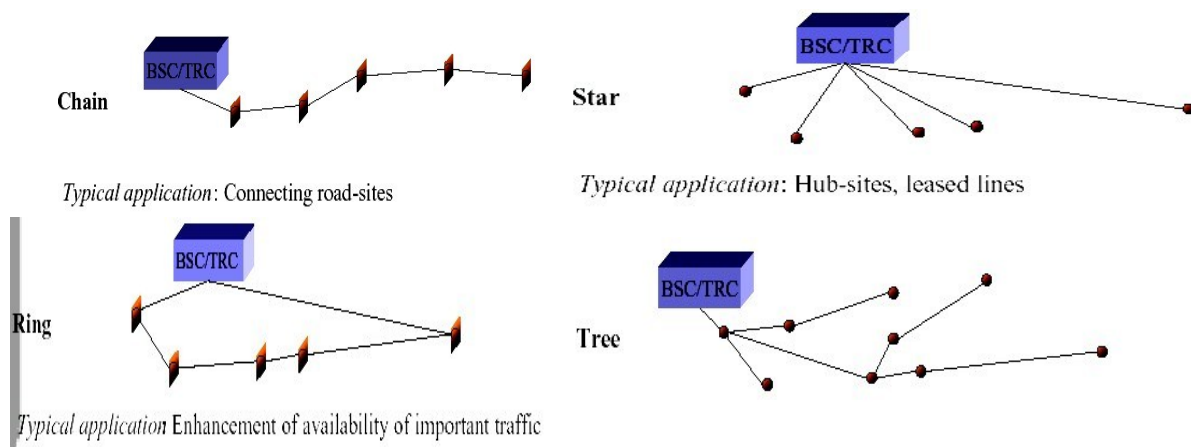 BSC/TRC
Chain
Typical application: Connecting road-sites
BSC/TRC
Star
Typical application: Hub-sites, leased lines
BSC/TRC
Ring
Typical application: Enhancement of availability of important traffic
BSC/TRC
Tree